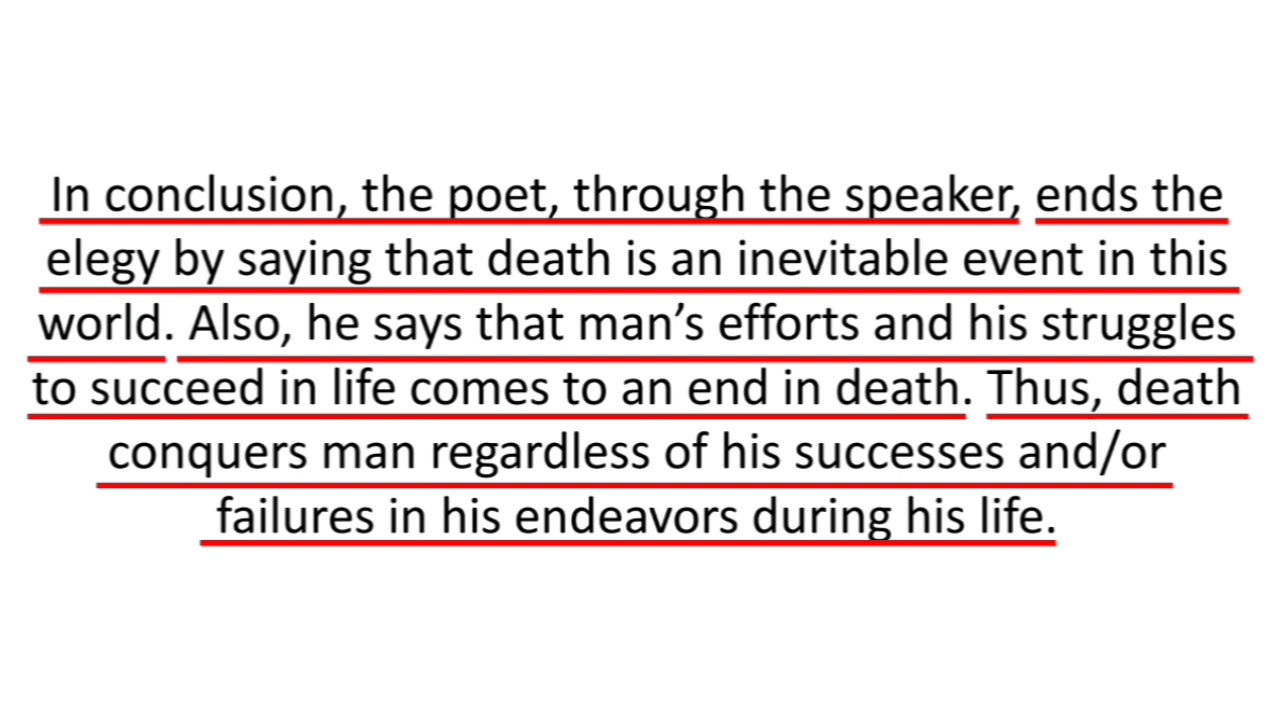 In conclusion, the poet, through the speaker, ends the
elegy by saying that death is an inevitable event in this
world. Also, he says that man’s efforts and his struggles
to succeed in life comes to an end in death. Thus, death
conquers man regardless of his successes and/or
failures in his endeavors during his life.